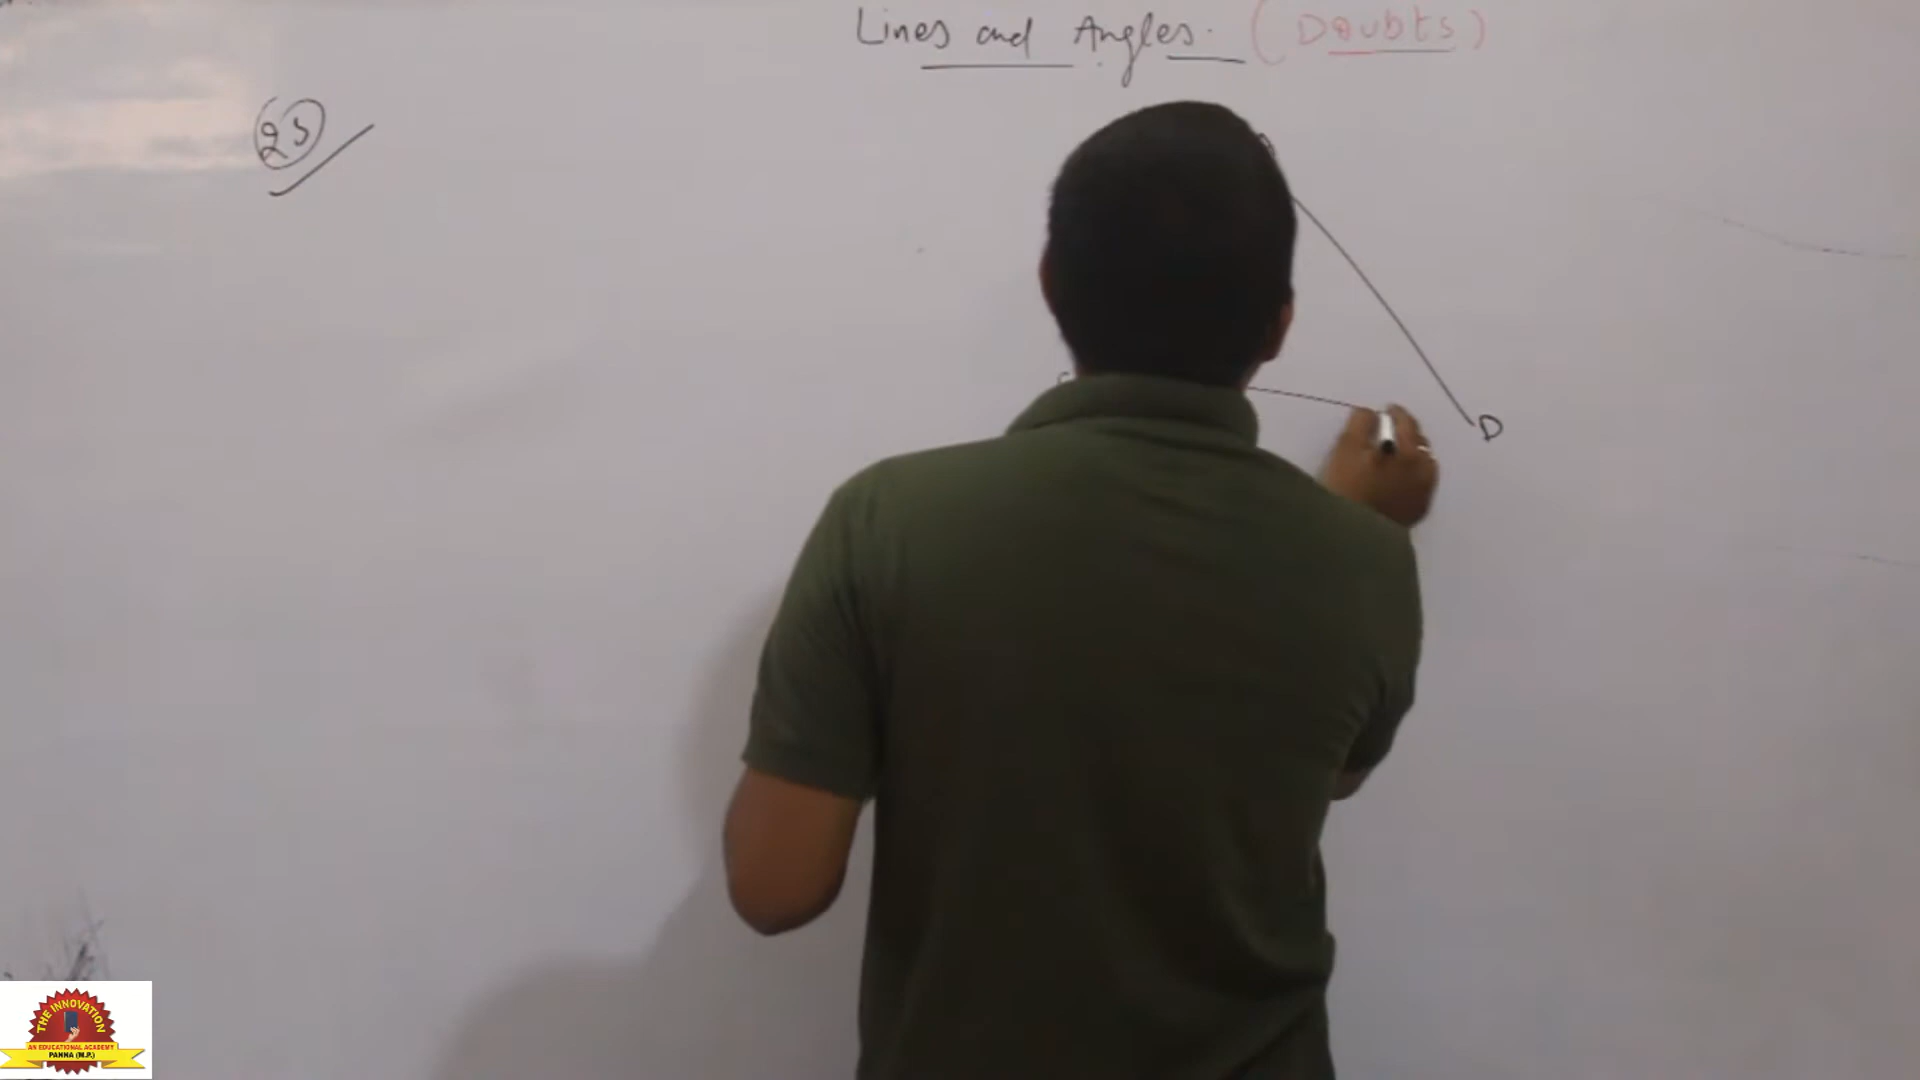 Lines and Angles. (Doubts)
25
C
D
THE INNOVATION
AN EDUCATIONAL ACADEMY
PANNA (M.P.)